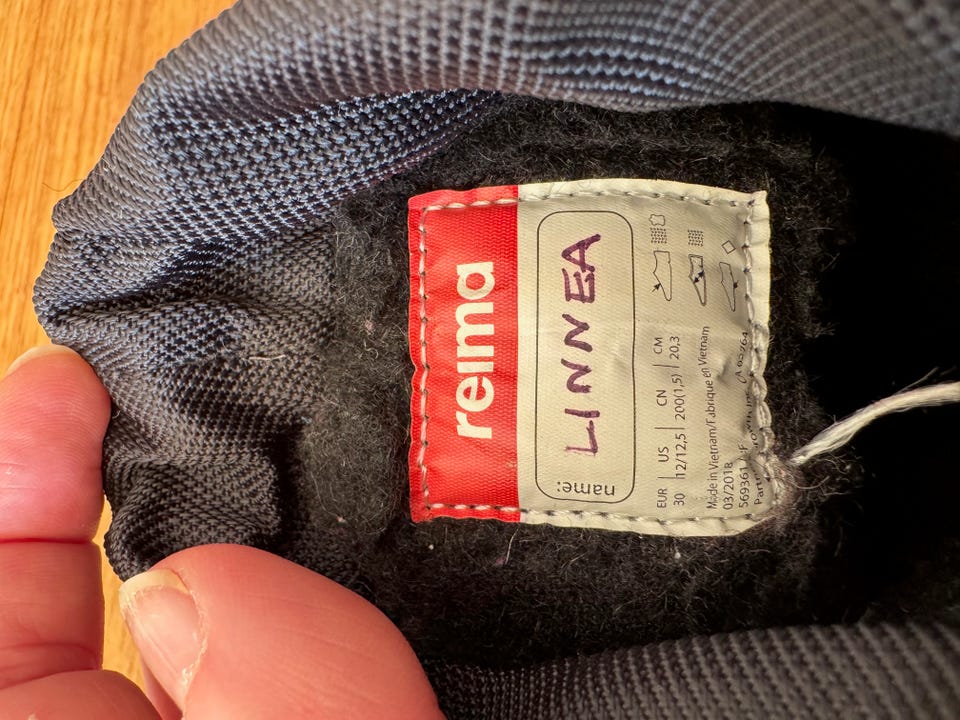 reima
name:
LINNEA
EUR US CN CM
30 12/12,5 200(1,5) 20,3
Made in Vietnam/Fabriqué en Vietnam
03/2018
569361